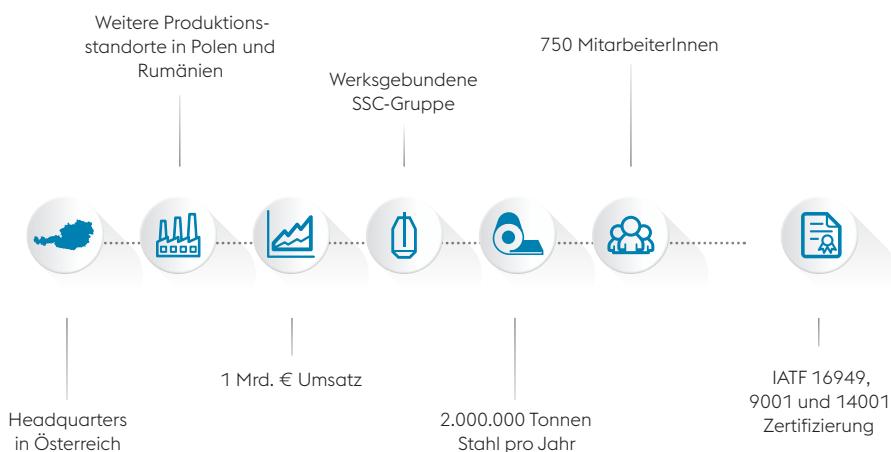 Weitere Produktions-
standorte in Polen und
Rumänien
Werksgebundene
SSC-Gruppe
750 MitarbeiterInnen
Headquarters
in Österreich
1 Mrd. € Umsatz
2.000.000 Tonnen
Stahl pro Jahr
IATF 16949,
9001 und 14001
Zertifizierung